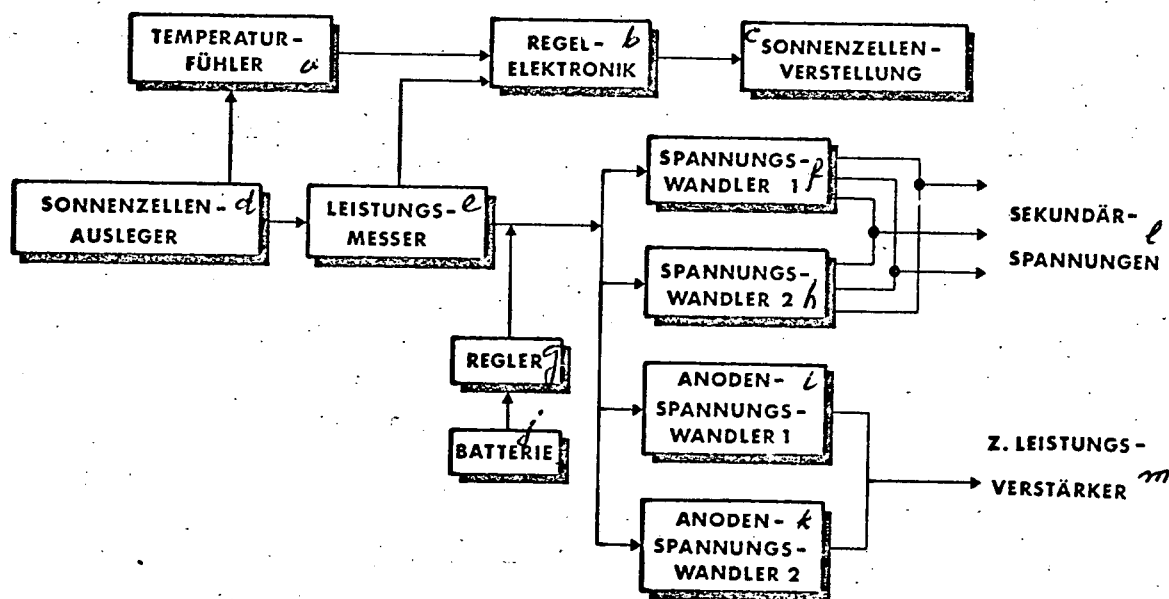 TEMPERATUR-
FÜHLER a
REGEL- b
ELEKTRONIK
c SONNENZELLEN-
VERSTELLUNG
SONNENZELLEN- d
AUSLEGER
LEISTUNGS- e
MESSER
SPANNUNGS-
WANDLER 1 f
SPANNUNGS-
WANDLER 2 h
SEKUNDÄR- l
SPANNUNGEN
REGLER g
BATTERIE j
ANODEN- i
SPANNUNGS-
WANDLER 1
ANODEN- k
SPANNUNGS-
WANDLER 2
Z. LEISTUNGS-
VERSTÄRKER m